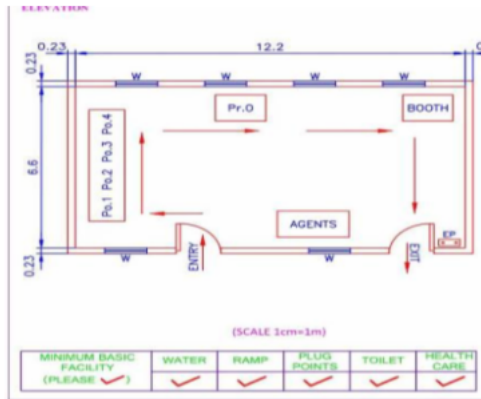 ELEVATION
0.23
12.2
0.23
W
W
W
W
Pr.O
BOOTH
6.6
Po.1 Po.2 Po.3 Po.4
AGENTS
EP
0.23
W
ENTRY
W
EXIT
(SCALE 1cm=1m)
MINIMUM BASIC FACILITY (PLEASE ✓) WATER RAMP PLUG POINTS TOILET HEALTH CARE
✓ ✓ ✓ ✓ ✓